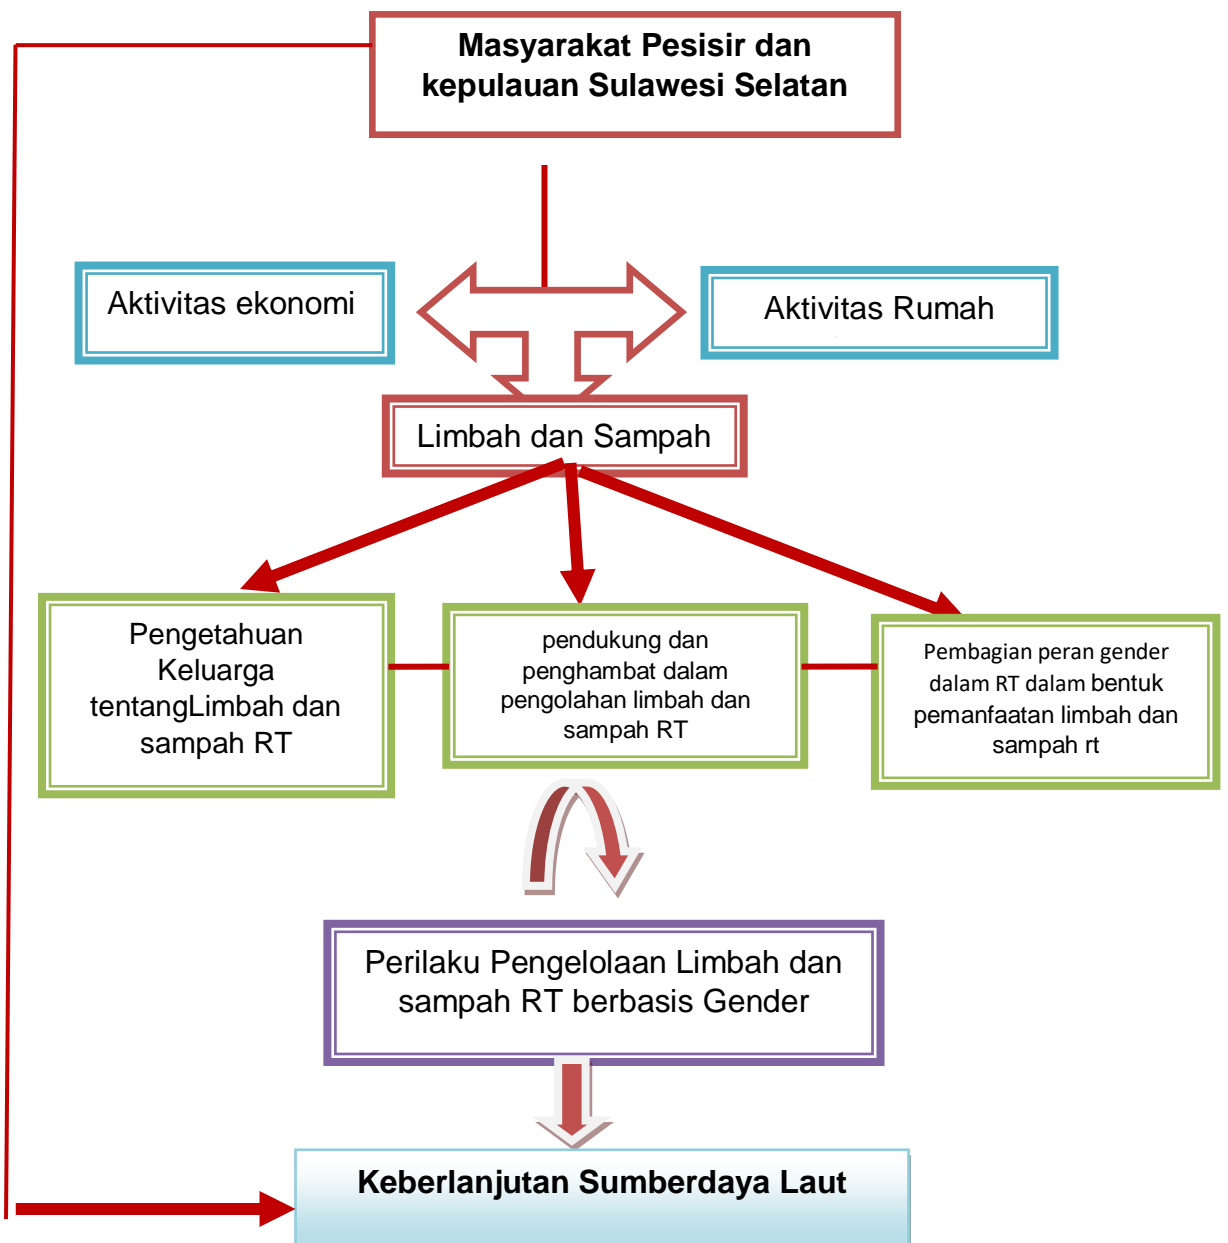 Masyarakat Pesisir dan
kepulauan Sulawesi Selatan
Aktivitas ekonomi
Aktivitas Rumah
Limbah dan Sampah
Pengetahuan
Keluarga
tentangLimbah dan
sampah RT
pendukung dan
penghambat dalam
pengolahan limbah dan
sampah RT
Pembagian peran gender
dalam RT dalam bentuk
pemanfaatan limbah dan
sampah rt
Perilaku Pengelolaan Limbah dan
sampah RT berbasis Gender
Keberlanjutan Sumberdaya Laut